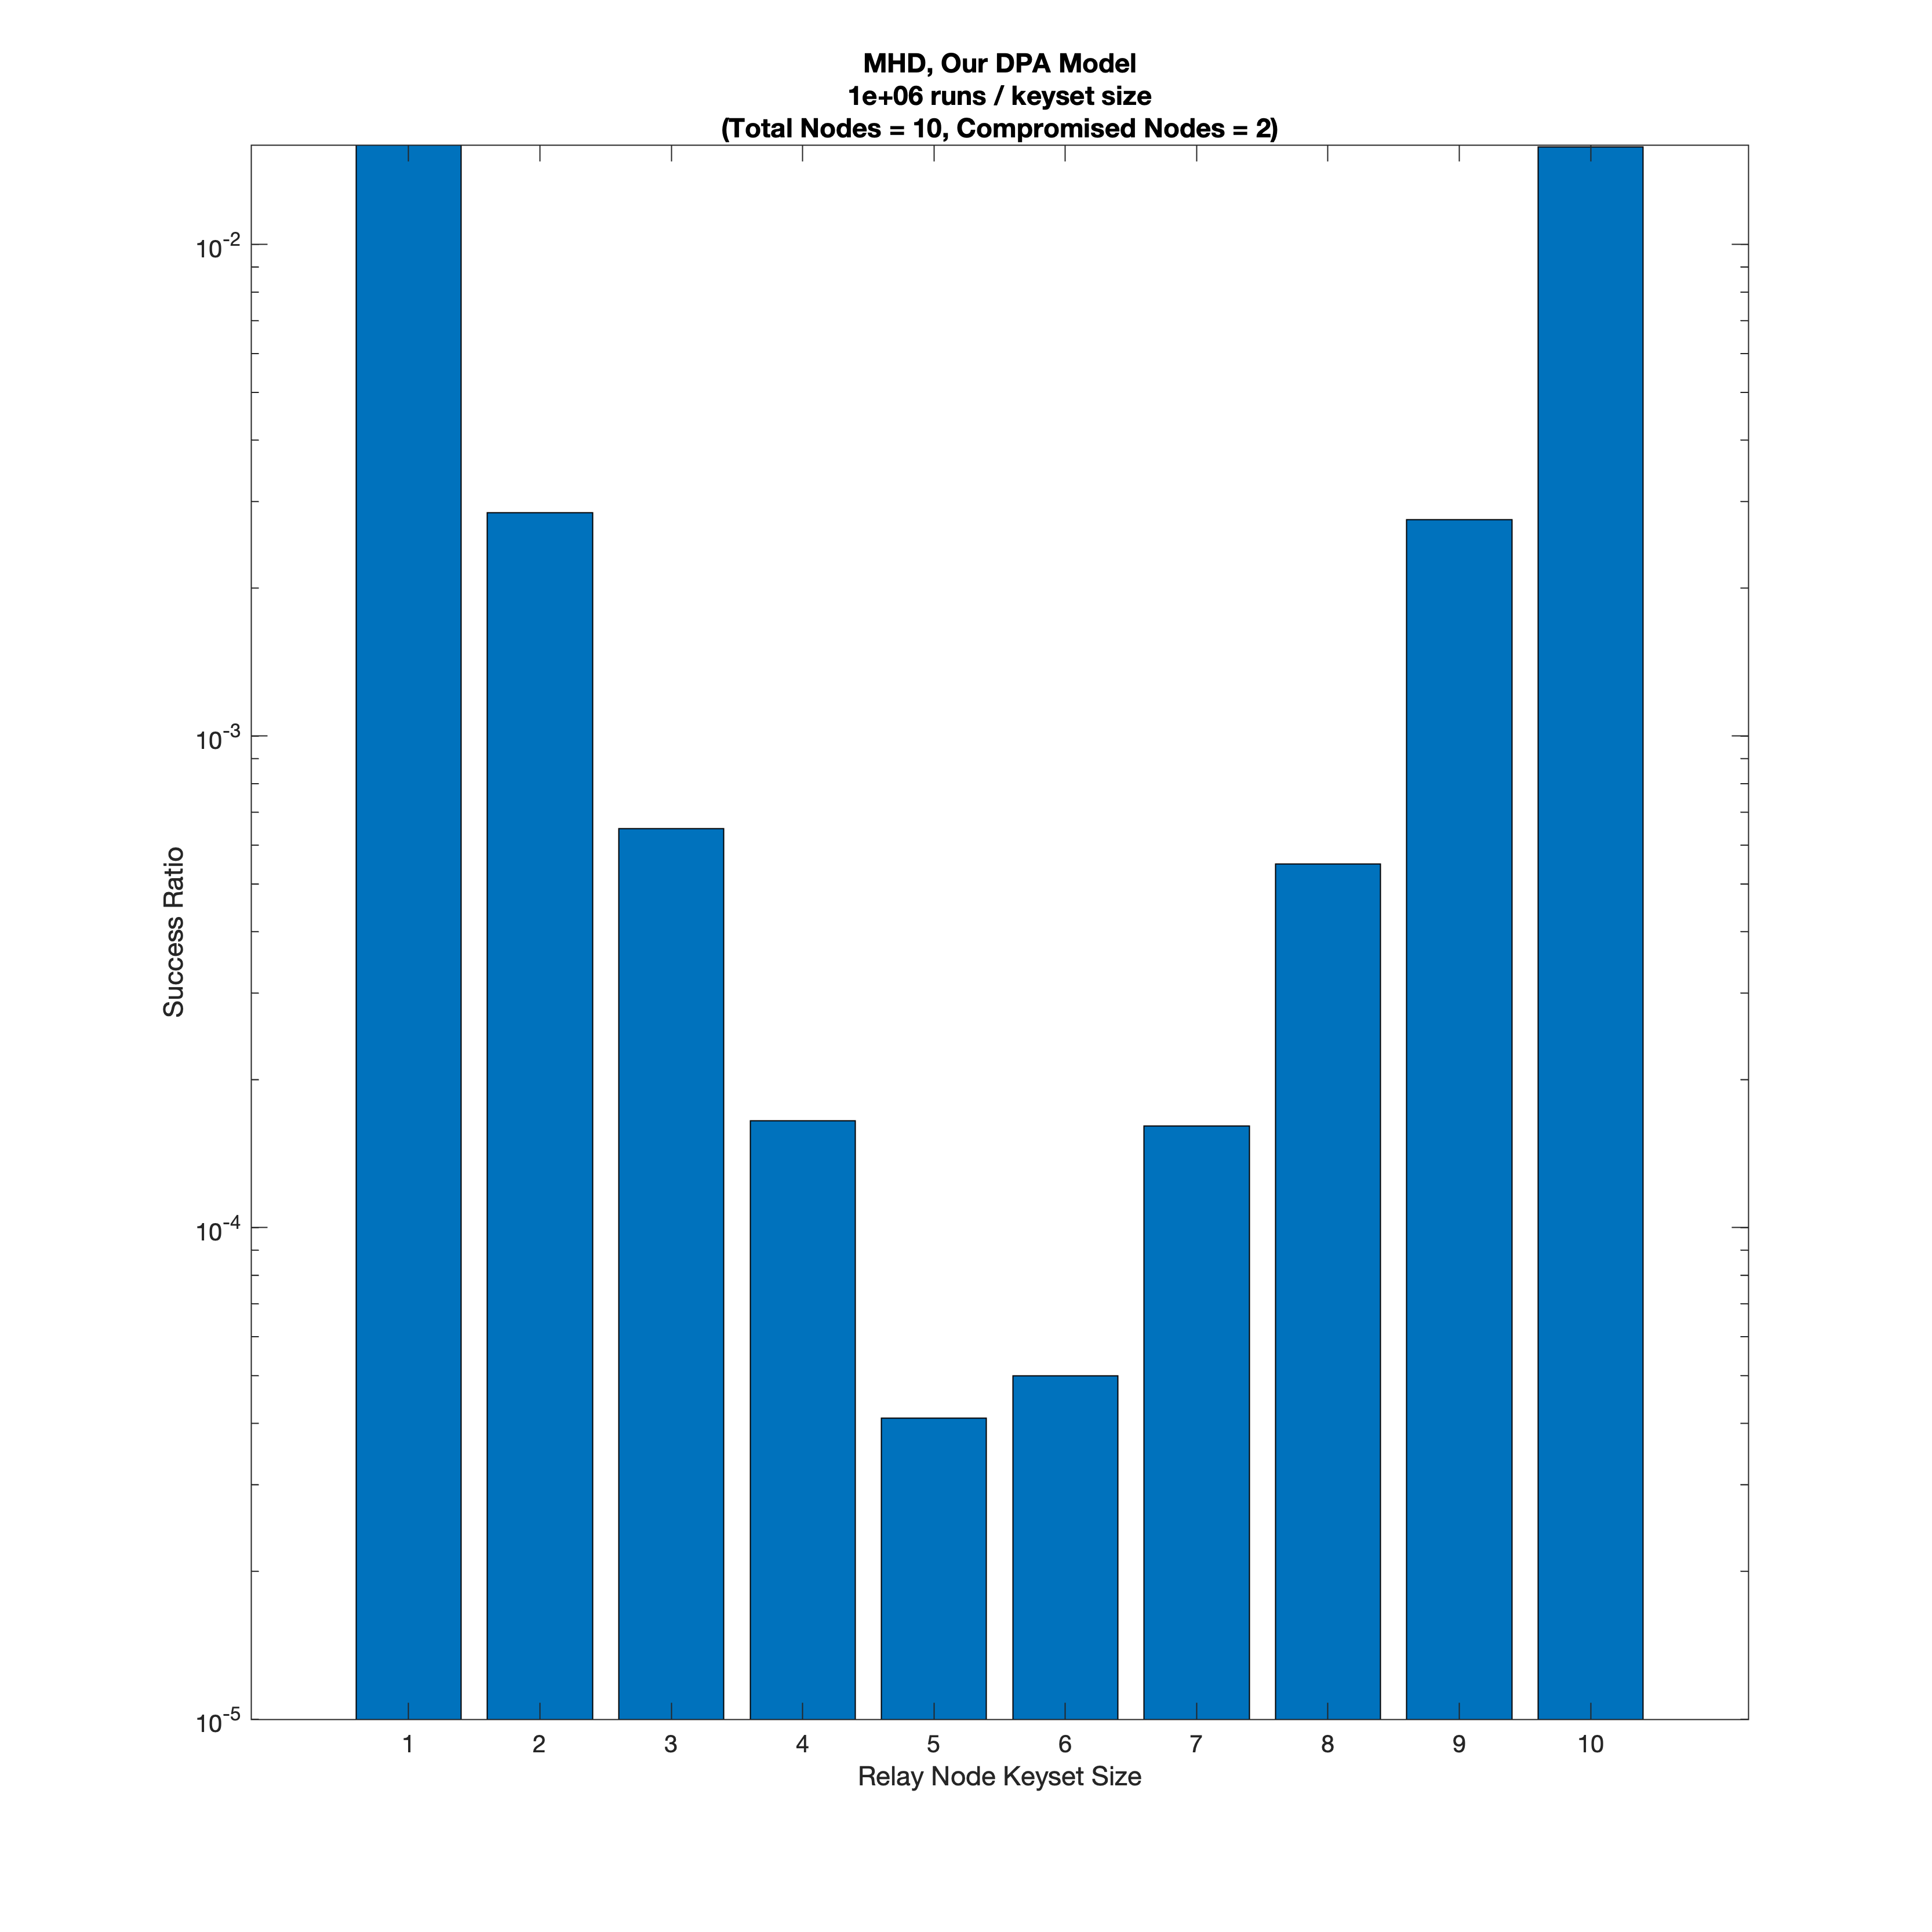 MHD, Our DPA Model
1e+06 runs / keyset size
(Total Nodes = 10, Compromised Nodes = 2)
10^-2
10^-3
10^-4
10^-5
Success Ratio
1 2 3 4 5 6 7 8 9 10
Relay Node Keyset Size